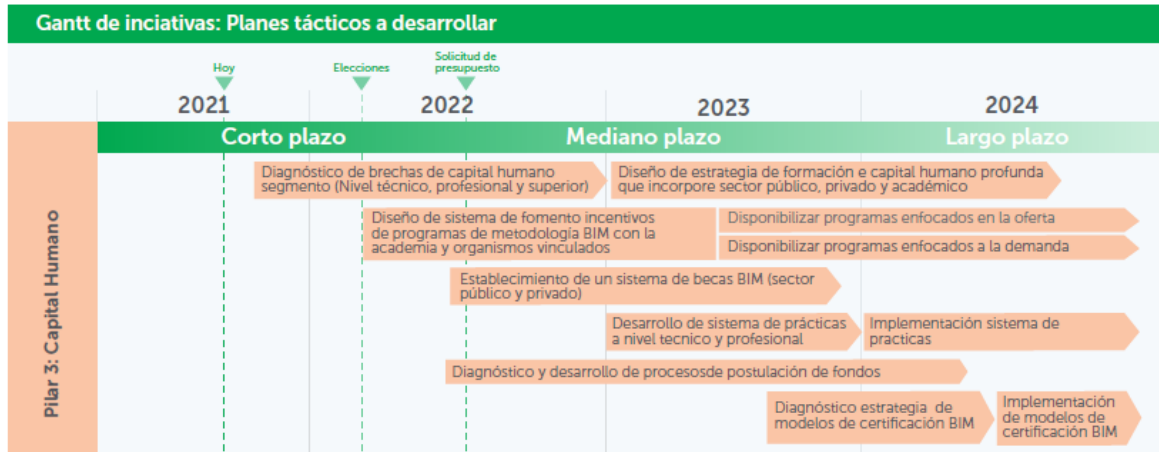 Gantt de inciativas: Planes tácticos a desarrollar
Hoy
Elecciones
Solicitud de
presupuesto
2021
2022
2023
2024
Corto plazo
Mediano plazo
Largo plazo
Pilar 3: Capital Humano
Diagnóstico de brechas de capital humano
segmento (Nivel técnico, profesional y superior)
Diseño de estrategia de formación e capital humano profunda
que incorpore sector público, privado y académico
Diseño de sistema de fomento incentivos
de programas de metodología BIM con la
academia y organismos vinculados
Disponibilizar programas enfocados en la oferta
Disponibilizar programas enfocados a la demanda
Establecimiento de un sistema de becas BIM (sector
público y privado)
Desarrollo de sistema de prácticas
a nivel tecnico y profesional
Implementación sistema de
practicas
Diagnóstico y desarrollo de procesosde postulación de fondos
Diagnóstico estrategia de
modelos de certificación BIM
Implementación
de modelos de
certificación BIM